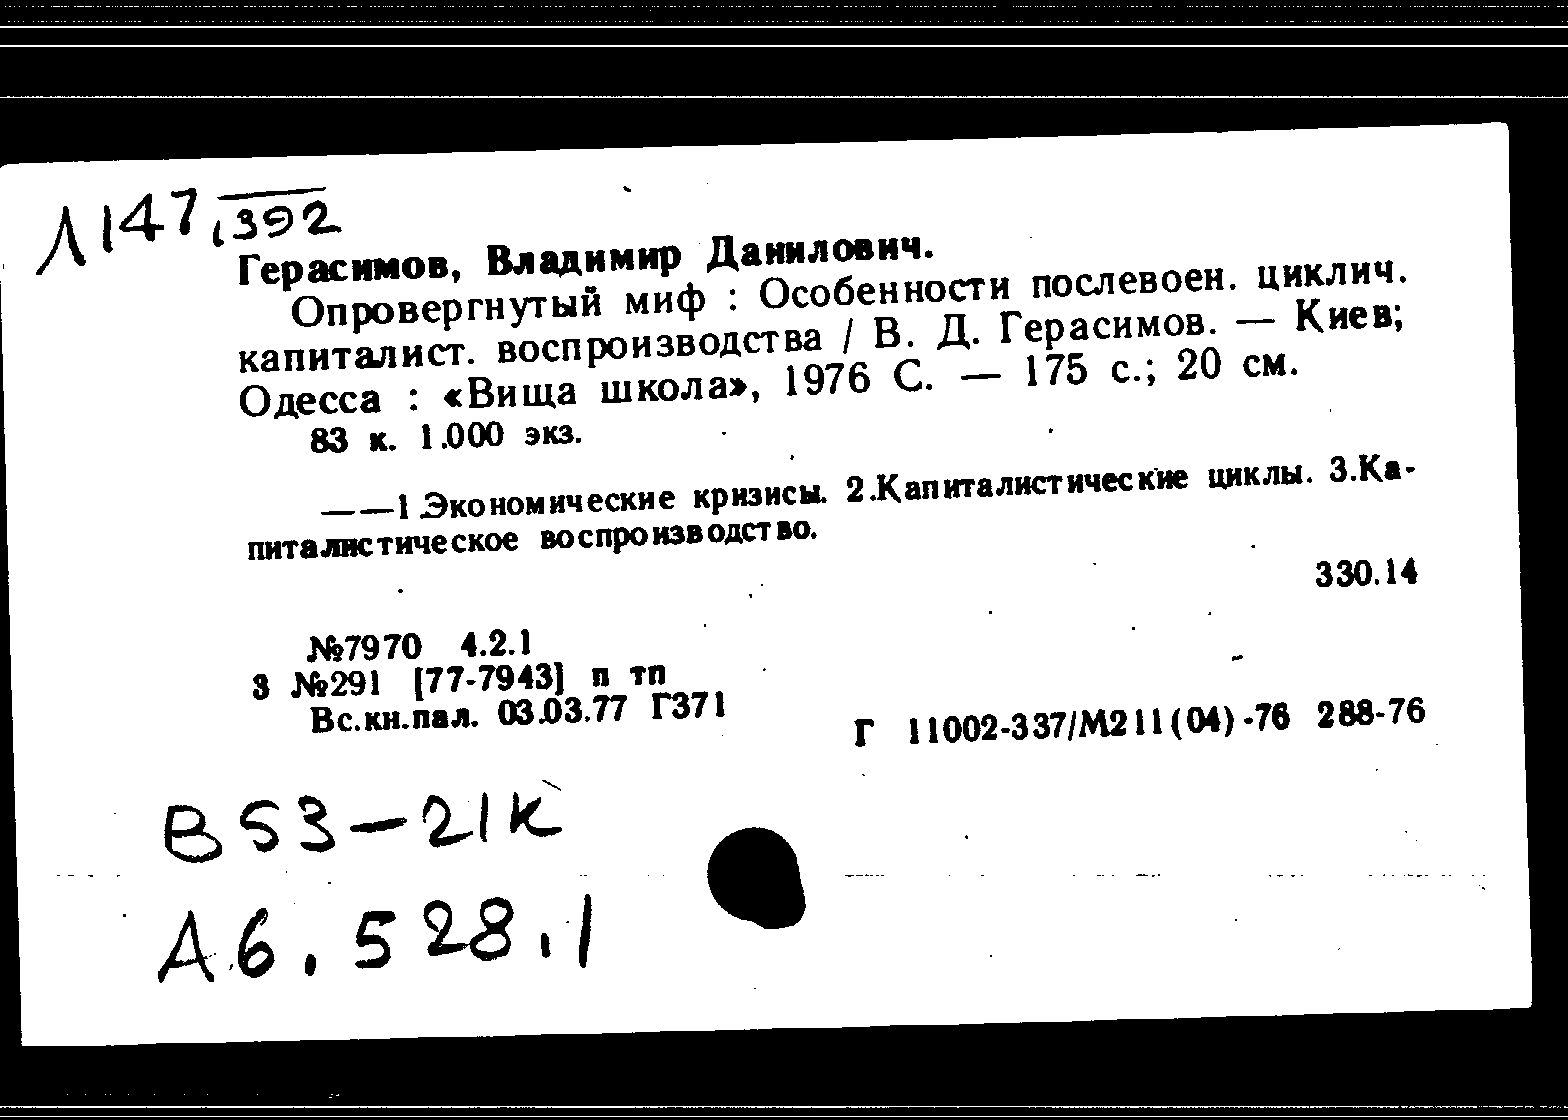 Л147,392
Герасимов, Владимир Данилович.
Опровергнутый миф : Особенности послевоен. циклич.
капиталист. воспроизводства / В. Д. Герасимов. — Киев;
Одесса : «Вища школа», 1976 С. — 175 с.; 20 см.
83 к. 1.000 экз.
——1.Экономические кризисы. 2.Капиталистические циклы. 3.Ка-
питалистическое воспроизводство.
330.14
№7970 4.2.1
3 №291 [77-7943] п тп
Вс.кн.пал. 03.03.77 Г371
Г 11002-337/М211(04)-76 288-76
В53-21К
А6.528.1